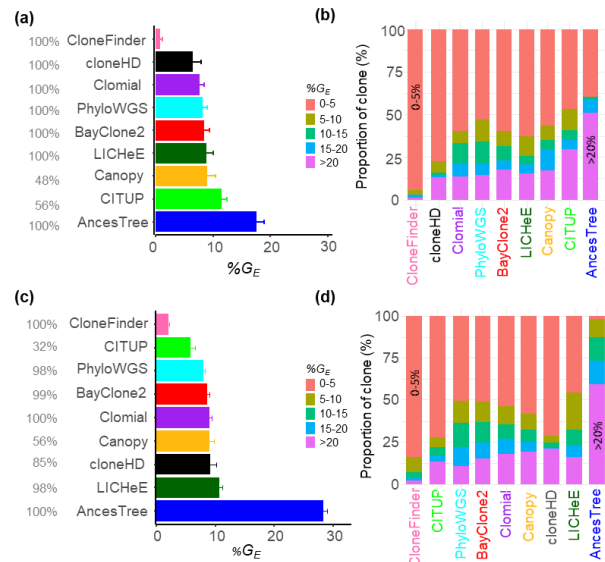 (a)
100% CloneFinder
100% cloneHD
100% Clomial
100% PhyloWGS
100% BayClone2
100% LICHeE
48% Canopy
56% CITUP
100% AncesTree
0 10 20 30
%GE
(b)
Proportion of clone (%)
100
75
50
25
0
%GE
0-5
5-10
10-15
15-20
>20
0-5%
>20%
CloneFinder
cloneHD
Clomial
PhyloWGS
BayClone2
LICHeE
Canopy
CITUP
AncesTree
(c)
100% CloneFinder
32% CITUP
98% PhyloWGS
99% BayClone2
100% Clomial
56% Canopy
85% cloneHD
98% LICHeE
100% AncesTree
0 10 20 30
%GE
(d)
Proportion of clone (%)
100
75
50
25
0
%GE
0-5
5-10
10-15
15-20
>20
0-5%
>20%
CloneFinder
CITUP
PhyloWGS
BayClone2
Clomial
Canopy
cloneHD
LICHeE
AncesTree